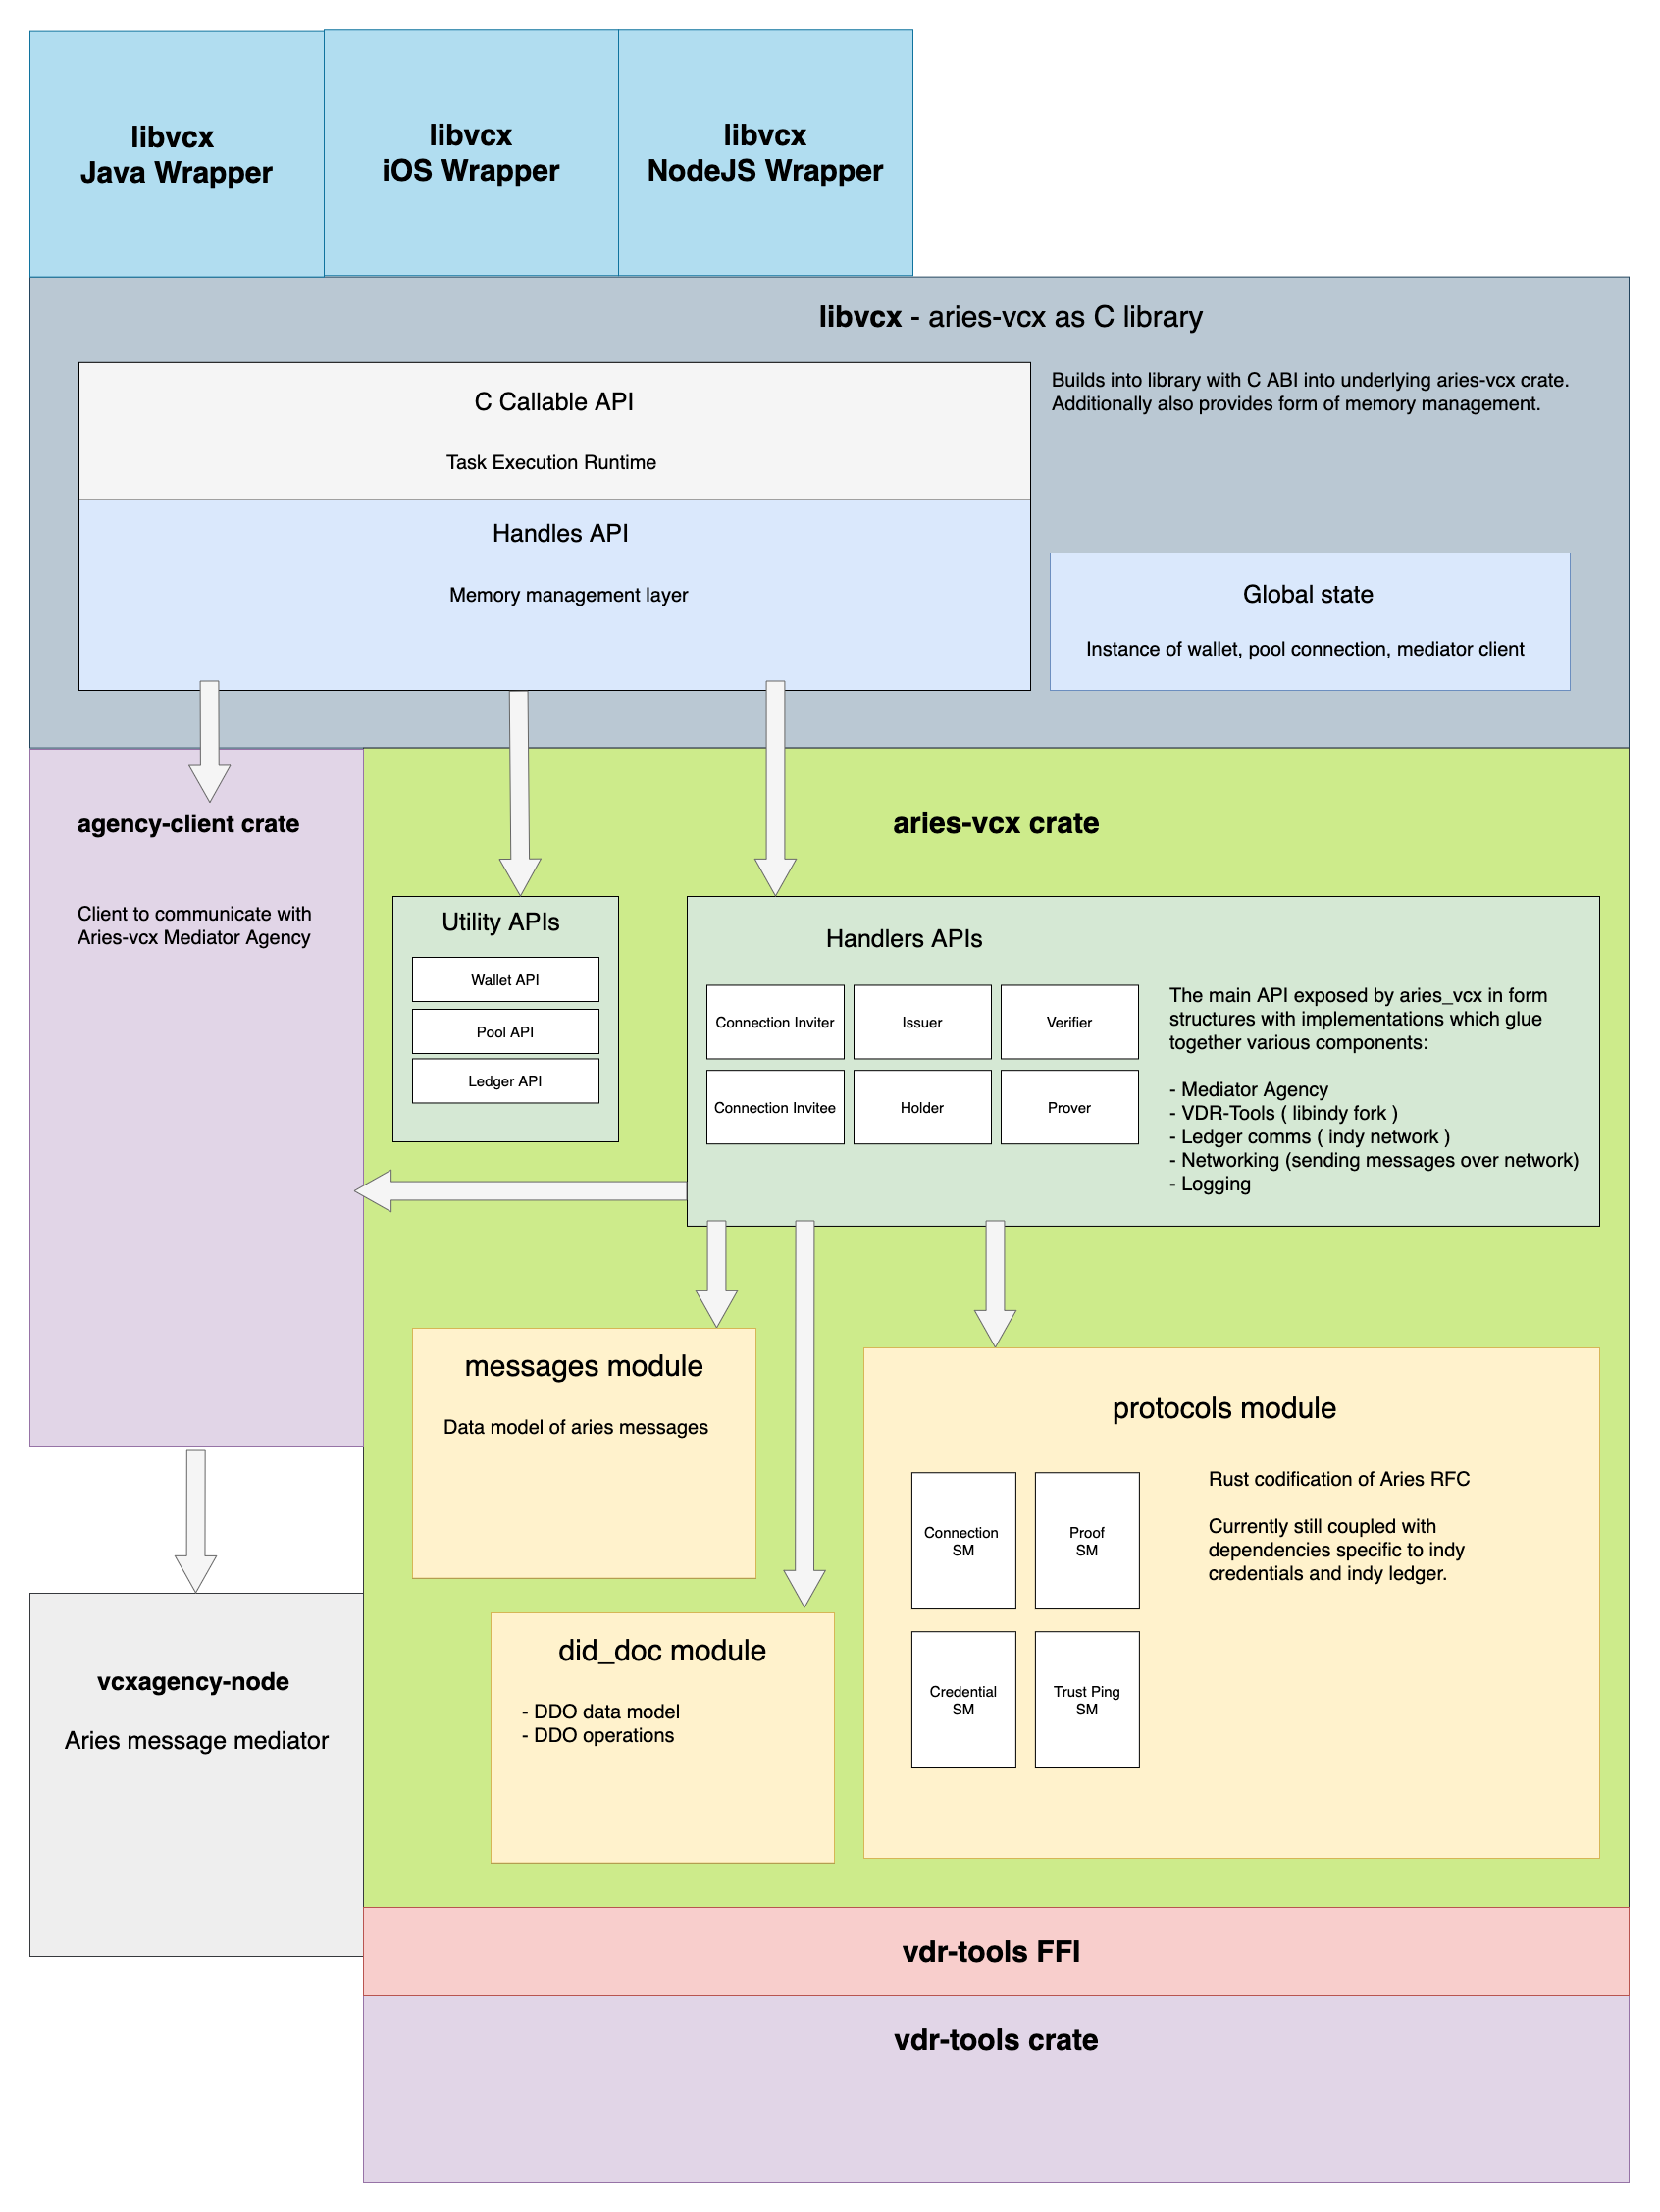 libvcx
Java Wrapper
libvcx
iOS Wrapper
libvcx
NodeJS Wrapper
libvcx - aries-vcx as C library
C Callable API
Task Execution Runtime
Builds into library with C ABI into underlying aries-vcx crate.
Additionally also provides form of memory management.
Handles API
Memory management layer
Global state
Instance of wallet, pool connection, mediator client
agency-client crate
Client to communicate with
Aries-vcx Mediator Agency
aries-vcx crate
Utility APIs
Wallet API
Pool API
Ledger API
Handlers APIs
Connection Inviter
Issuer
Verifier
Connection Invitee
Holder
Prover
The main API exposed by aries_vcx in form
structures with implementations which glue
together various components:
- Mediator Agency
- VDR-Tools ( libindy fork )
- Ledger comms ( indy network )
- Networking (sending messages over network)
- Logging
messages module
Data model of aries messages
protocols module
Connection
SM
Proof
SM
Credential
SM
Trust Ping
SM
Rust codification of Aries RFC
Currently still coupled with
dependencies specific to indy
credentials and indy ledger.
did_doc module
- DDO data model
- DDO operations
vcxagency-node
Aries message mediator
vdr-tools FFI
vdr-tools crate